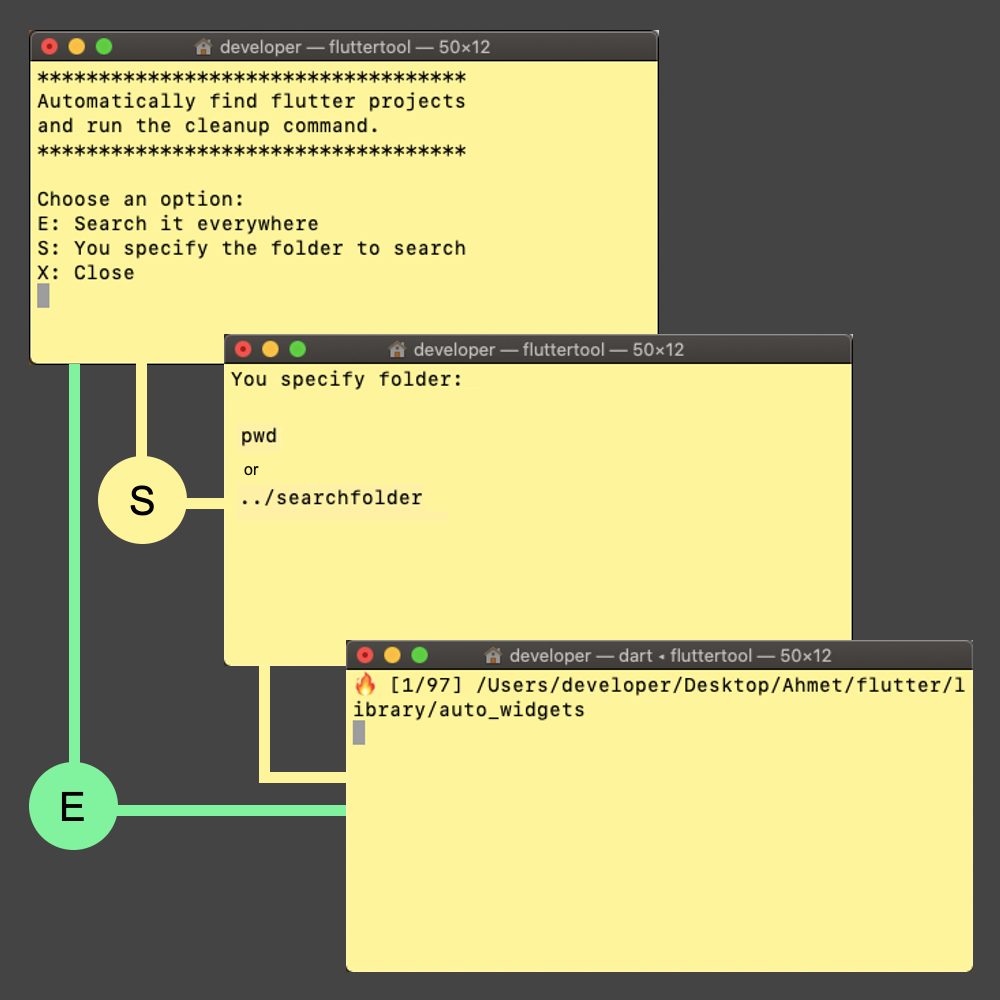 developer — fluttertool — 50×12
***********************************
Automatically find flutter projects
and run the cleanup command.
***********************************
Choose an option:
E: Search it everywhere
S: You specify the folder to search
X: Close
developer — fluttertool — 50×12
You specify folder:
pwd
or
../searchfolder
S
developer — dart ◂ fluttertool — 50×12
🔥 [1/97] /Users/developer/Desktop/Ahmet/flutter/l
ibrary/auto_widgets
E